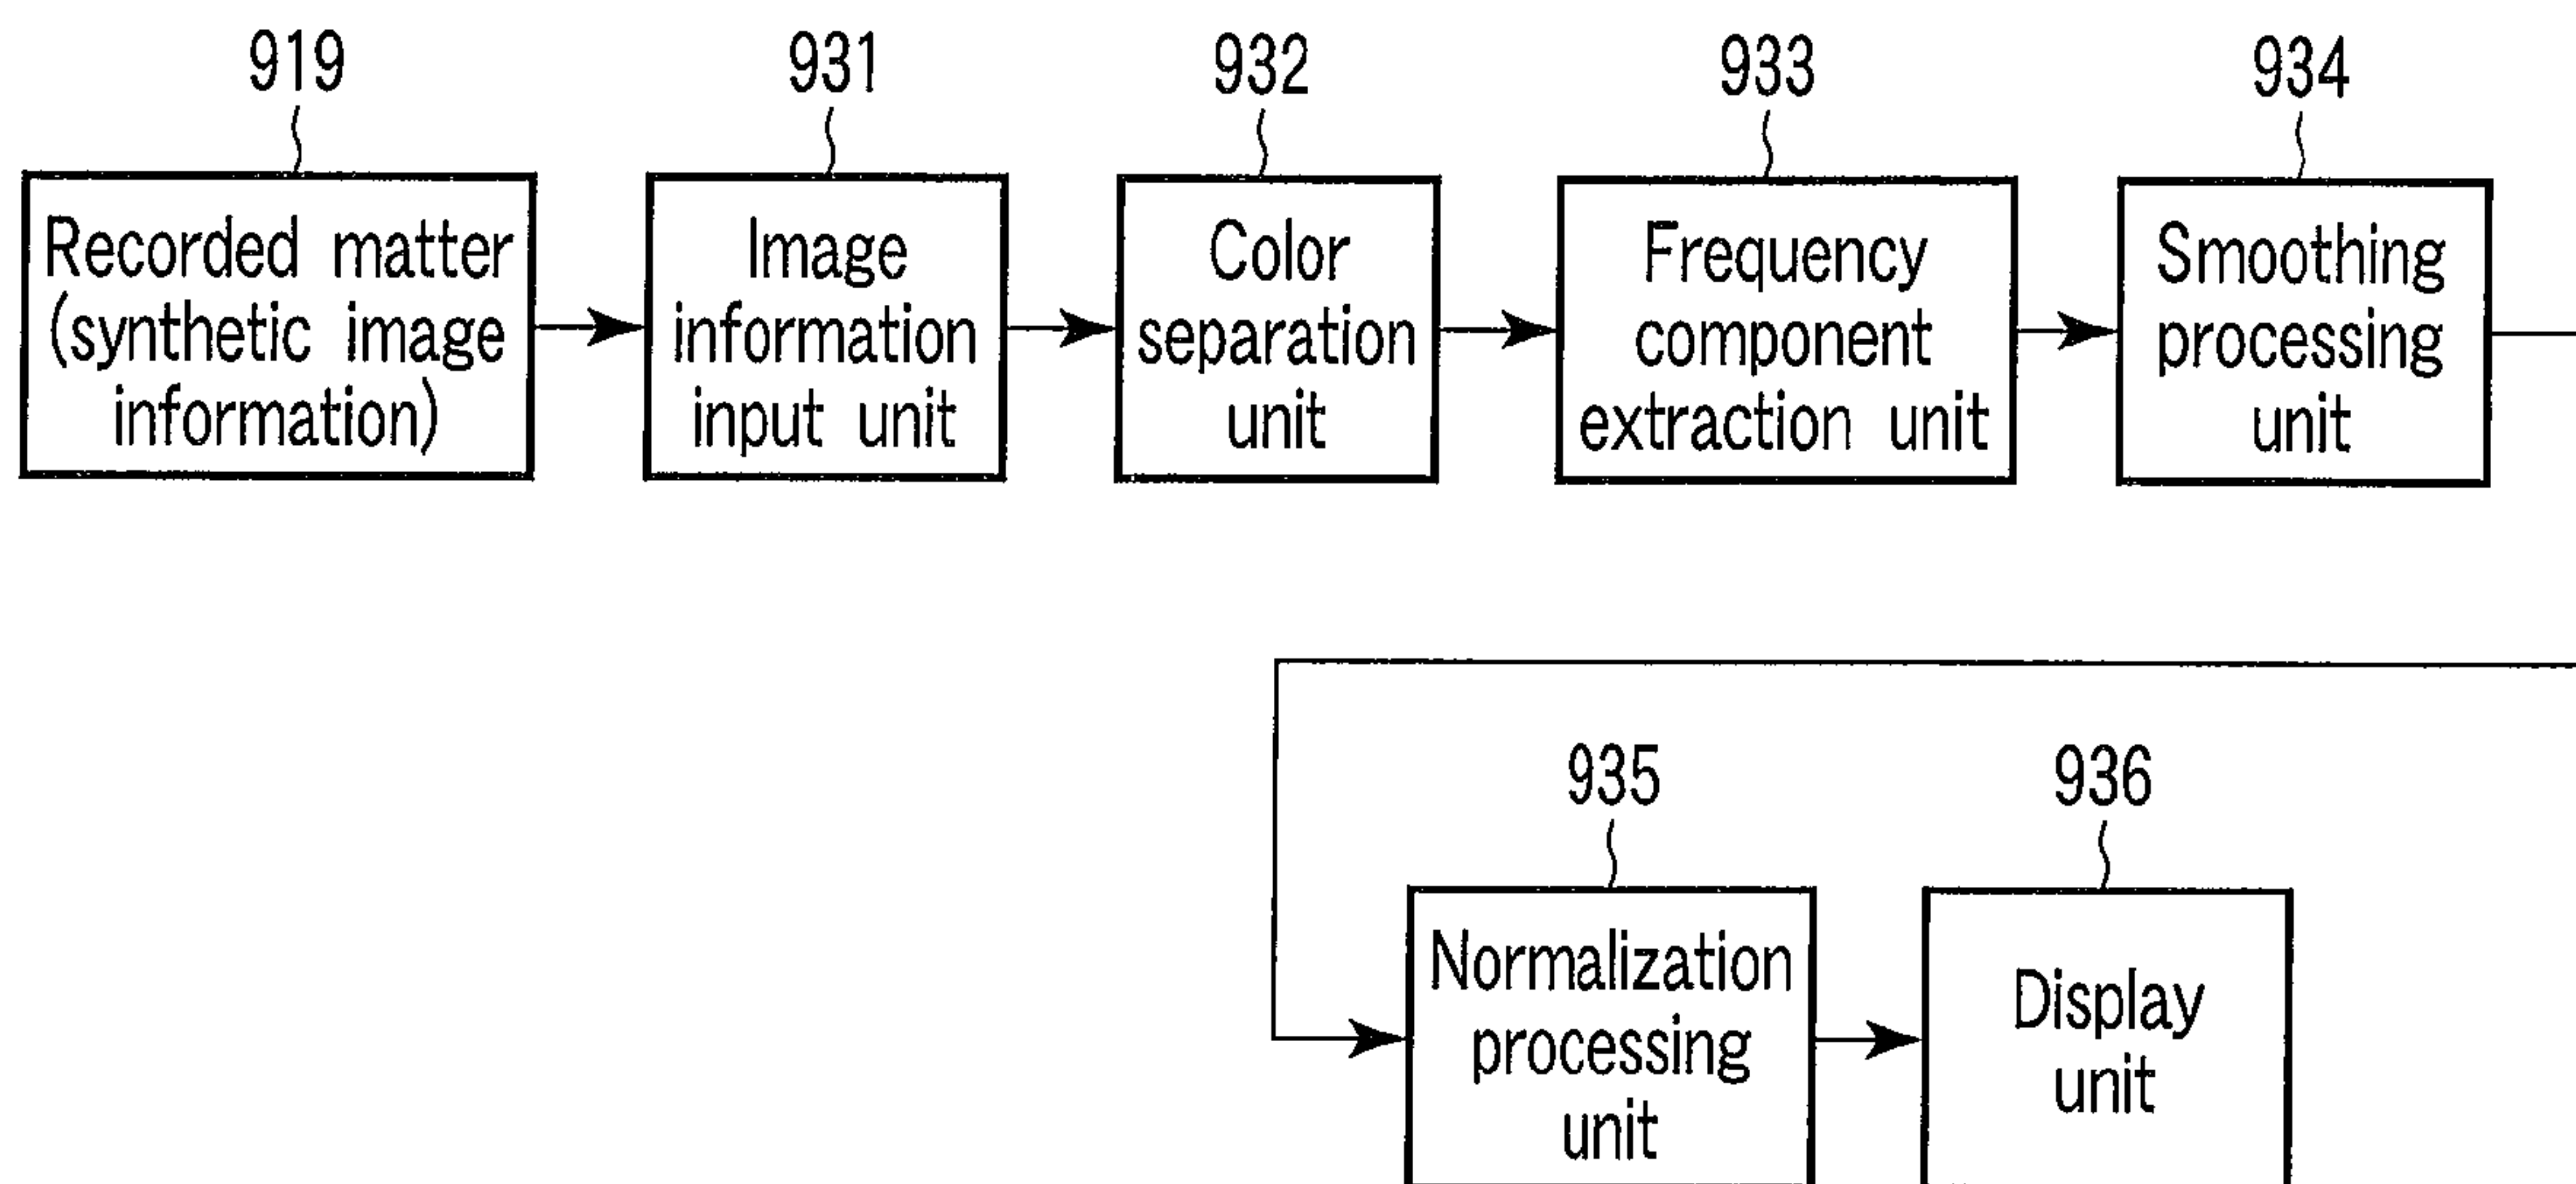 919
931
932
933
934
Recorded matter
(synthetic image
information)
Image
information
input unit
Color
separation
unit
Frequency
component
extraction unit
Smoothing
processing
unit
935
936
Normalization
processing
unit
Display
unit